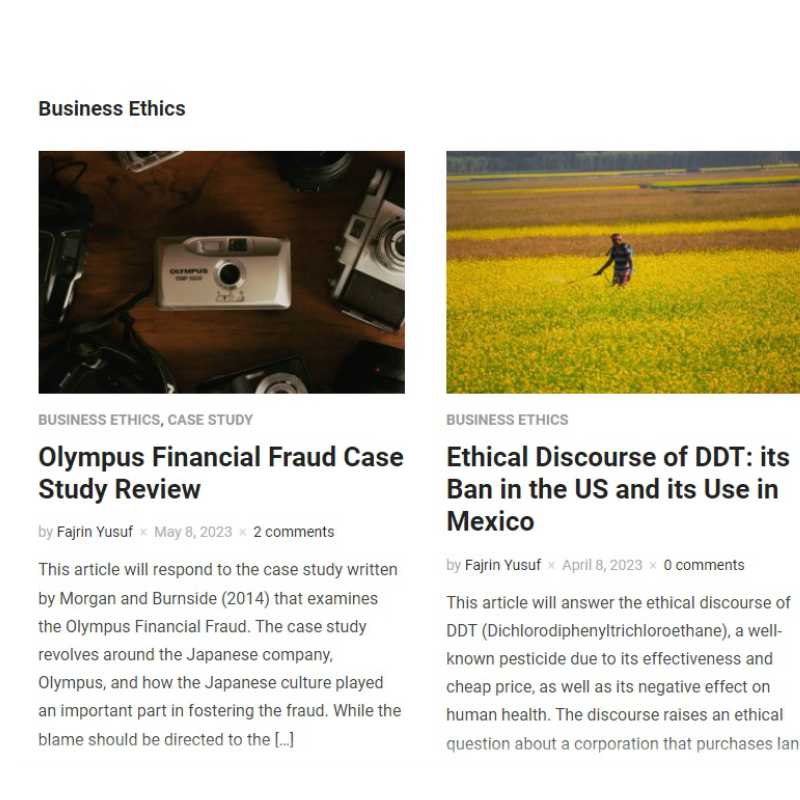 Business Ethics
OLYMPUS
BUSINESS ETHICS, CASE STUDY
Olympus Financial Fraud Case
Study Review
by Fajrin Yusuf × May 8, 2023 × 2 comments
This article will respond to the case study written
by Morgan and Burnside (2014) that examines
the Olympus Financial Fraud. The case study
revolves around the Japanese company,
Olympus, and how the Japanese culture played
an important part in fostering the fraud. While the
blame should be directed to the […]
BUSINESS ETHICS
Ethical Discourse of DDT: its
Ban in the US and its Use in
Mexico
by Fajrin Yusuf × April 8, 2023 × 0 comments
This article will answer the ethical discourse of
DDT (Dichlorodiphenyltrichloroethane), a well-
known pesticide due to its effectiveness and
cheap price, as well as its negative effect on
human health. The discourse raises an ethical
question about a corporation that purchases lan